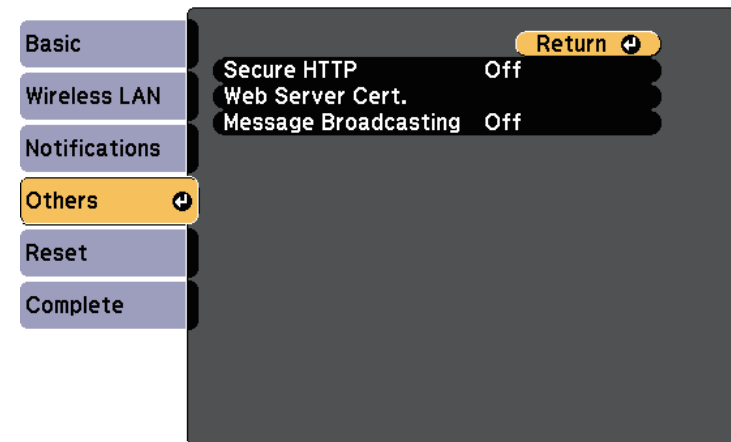 Basic
Wireless LAN
Notifications
Others
Reset
Complete
Return
Secure HTTP Off
Web Server Cert.
Message Broadcasting Off